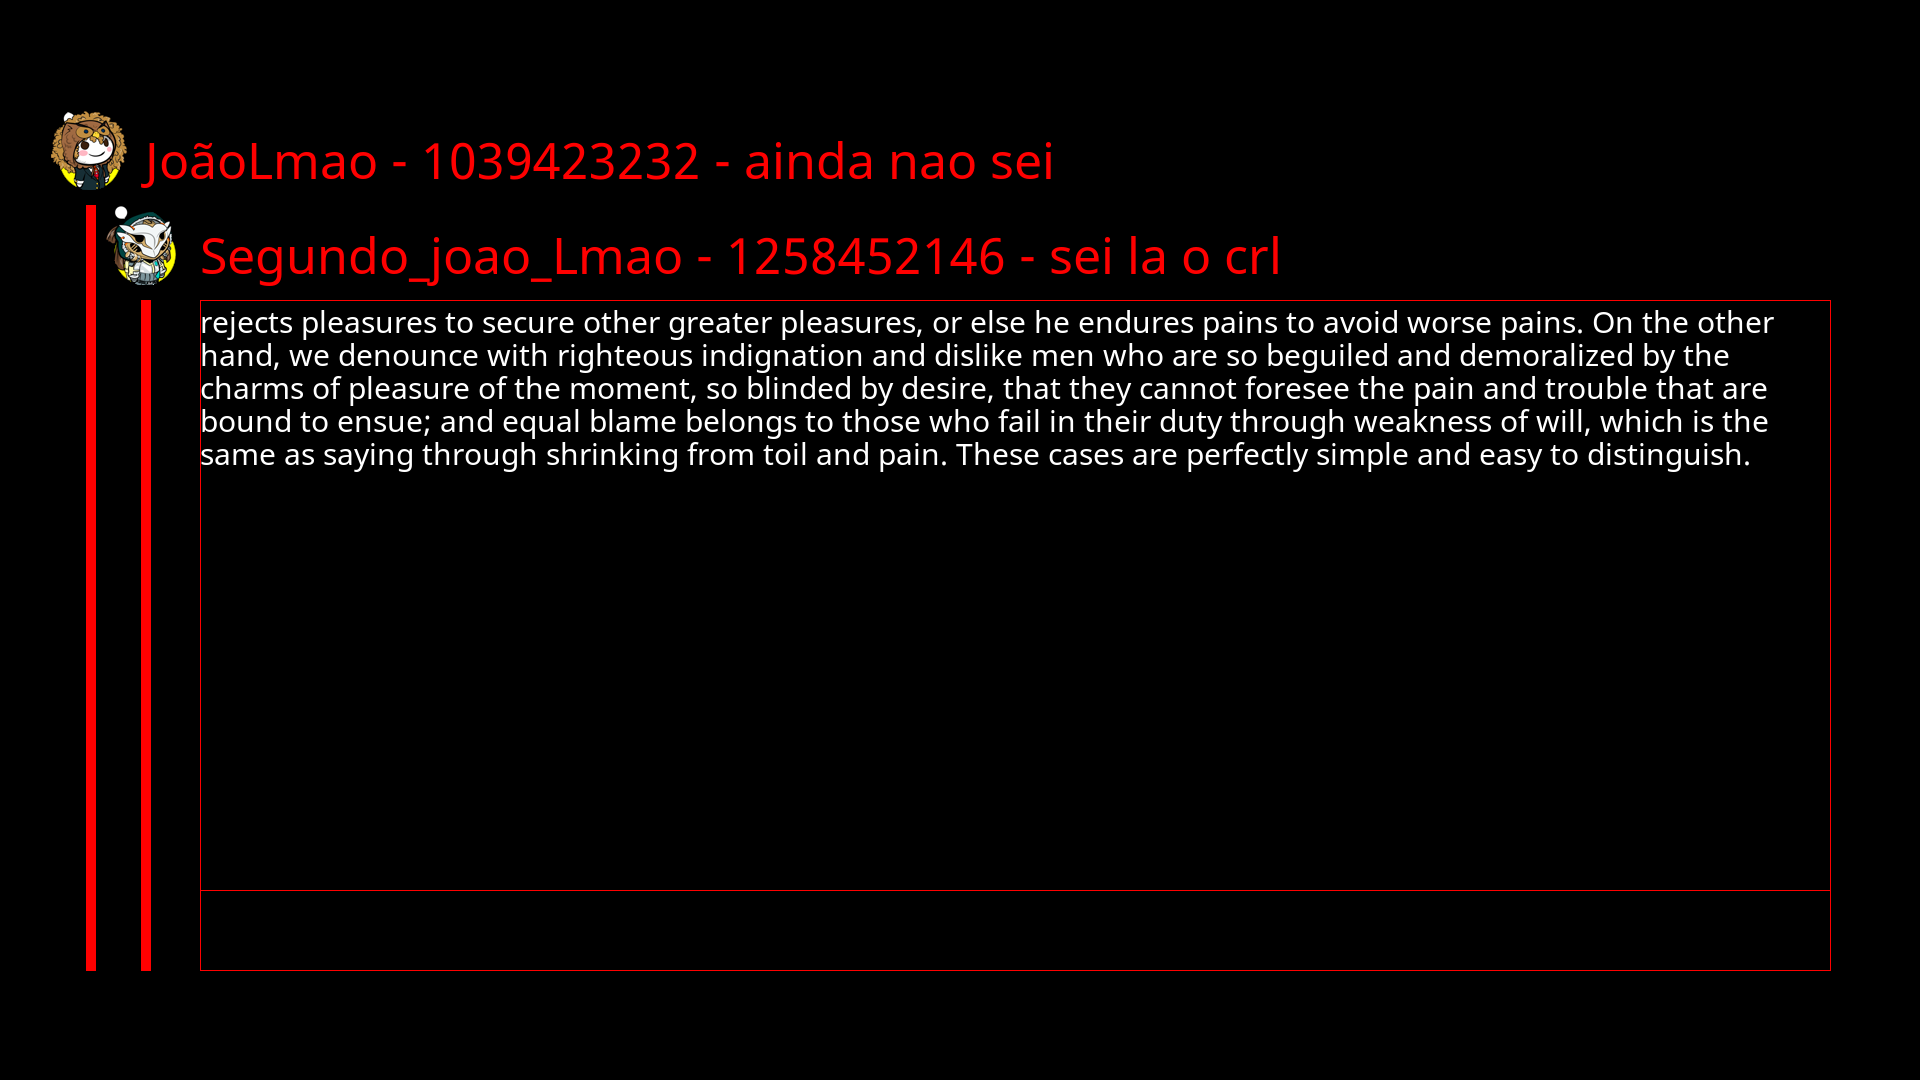 JoãoLmao - 1039423232 - ainda nao sei
Segundo_joao_Lmao - 1258452146 - sei la o crl
rejects pleasures to secure other greater pleasures, or else he endures pains to avoid worse pains. On the other
hand, we denounce with righteous indignation and dislike men who are so beguiled and demoralized by the
charms of pleasure of the moment, so blinded by desire, that they cannot foresee the pain and trouble that are
bound to ensue; and equal blame belongs to those who fail in their duty through weakness of will, which is the
same as saying through shrinking from toil and pain. These cases are perfectly simple and easy to distinguish.